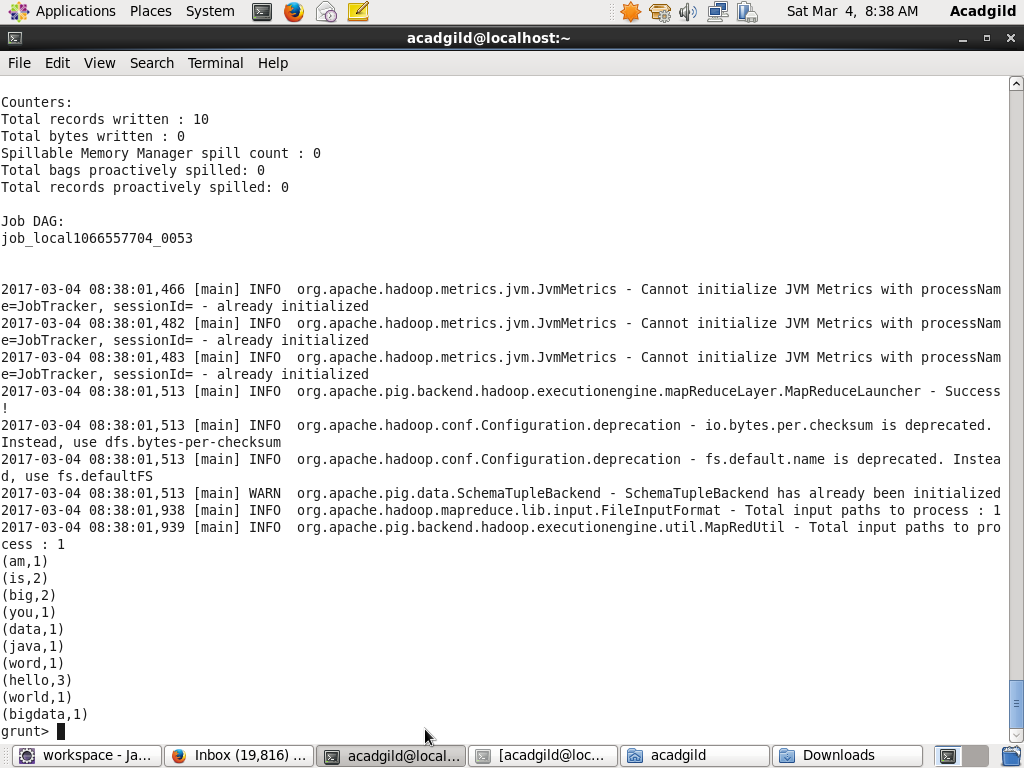 Applications Places System Sat Mar 4, 8:38 AM Acadgild
acadgild@localhost:~
File Edit View Search Terminal Help
Counters:
Total records written : 10
Total bytes written : 0
Spillable Memory Manager spill count : 0
Total bags proactively spilled: 0
Total records proactively spilled: 0
Job DAG:
job_local1066557704_0053
2017-03-04 08:38:01,466 [main] INFO  org.apache.hadoop.metrics.jvm.JvmMetrics - Cannot initialize JVM Metrics with processNam
e=JobTracker, sessionId= - already initialized
2017-03-04 08:38:01,482 [main] INFO  org.apache.hadoop.metrics.jvm.JvmMetrics - Cannot initialize JVM Metrics with processNam
e=JobTracker, sessionId= - already initialized
2017-03-04 08:38:01,483 [main] INFO  org.apache.hadoop.metrics.jvm.JvmMetrics - Cannot initialize JVM Metrics with processNam
e=JobTracker, sessionId= - already initialized
2017-03-04 08:38:01,513 [main] INFO  org.apache.pig.backend.hadoop.executionengine.mapReduceLayer.MapReduceLauncher - Success
!
2017-03-04 08:38:01,513 [main] INFO  org.apache.hadoop.conf.Configuration.deprecation - io.bytes.per.checksum is deprecated.
Instead, use dfs.bytes-per-checksum
2017-03-04 08:38:01,513 [main] INFO  org.apache.hadoop.conf.Configuration.deprecation - fs.default.name is deprecated. Instea
d, use fs.defaultFS
2017-03-04 08:38:01,513 [main] WARN  org.apache.pig.data.SchemaTupleBackend - SchemaTupleBackend has already been initialized
2017-03-04 08:38:01,938 [main] INFO  org.apache.hadoop.mapreduce.lib.input.FileInputFormat - Total input paths to process : 1
2017-03-04 08:38:01,939 [main] INFO  org.apache.pig.backend.hadoop.executionengine.util.MapRedUtil - Total input paths to pro
cess : 1
(am,1)
(is,2)
(big,2)
(you,1)
(data,1)
(java,1)
(word,1)
(hello,3)
(world,1)
(bigdata,1)
grunt>
workspace - Ja... Inbox (19,816) ... acadgild@local... [acadgild@loc... acadgild Downloads